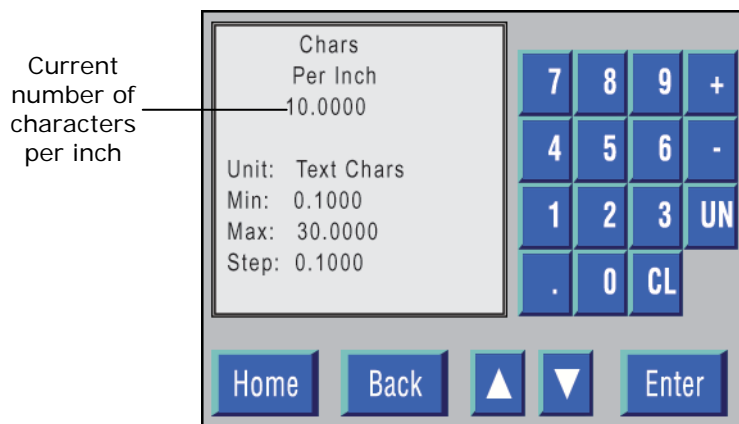 Current
number of
characters
per inch
Chars
Per Inch
10.0000
Unit: Text Chars
Min: 0.1000
Max: 30.0000
Step: 0.1000
7 8 9 +
4 5 6 -
1 2 3 UN
. 0 CL
Home Back Enter